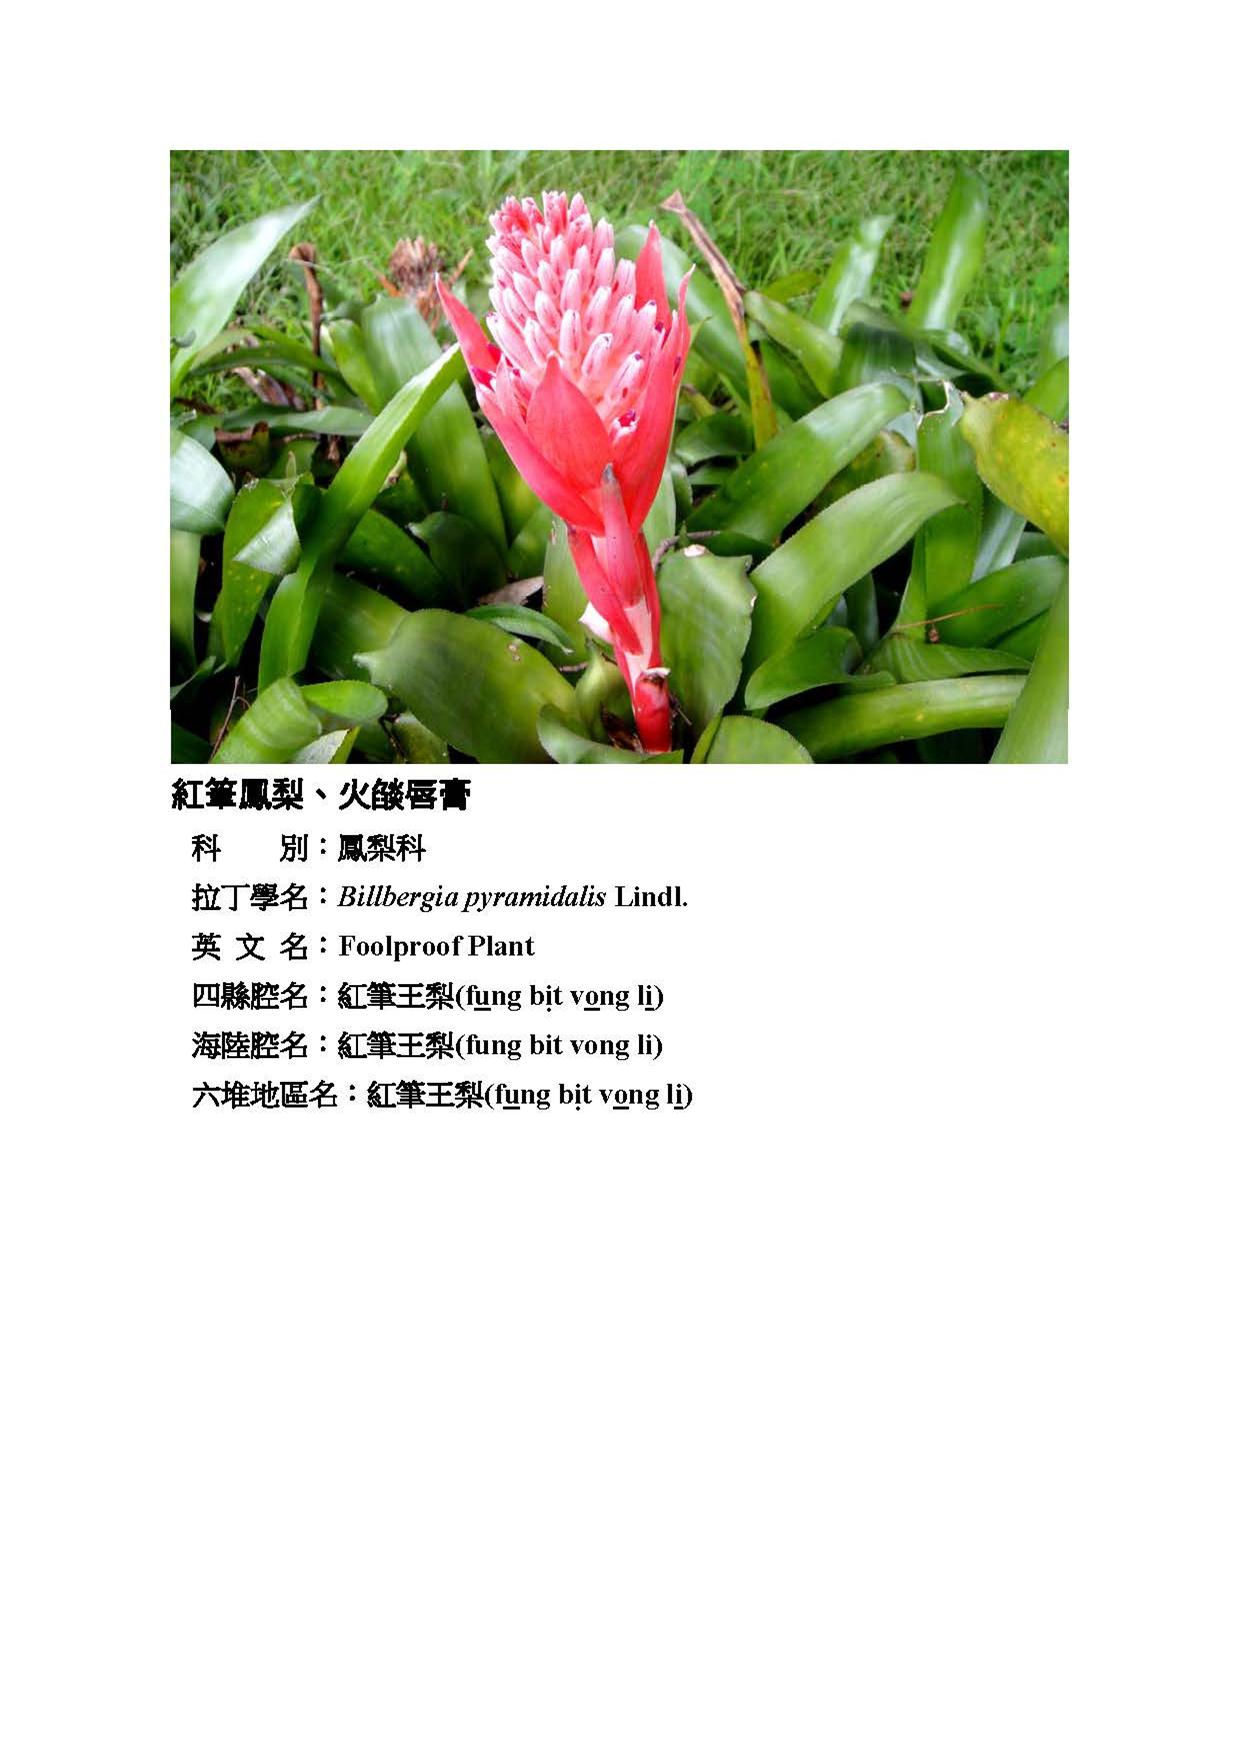 紅筆鳳梨、火燄唇膏
科　　別：鳳梨科
拉丁學名：Billbergia pyramidalis Lindl.
英 文 名：Foolproof Plant
四縣腔名：紅筆王梨(fu̲ng bịt vo̲ng li̲)
海陸腔名：紅筆王梨(fung bit vong li)
六堆地區名：紅筆王梨(fu̲ng bịt vo̲ng li̲)